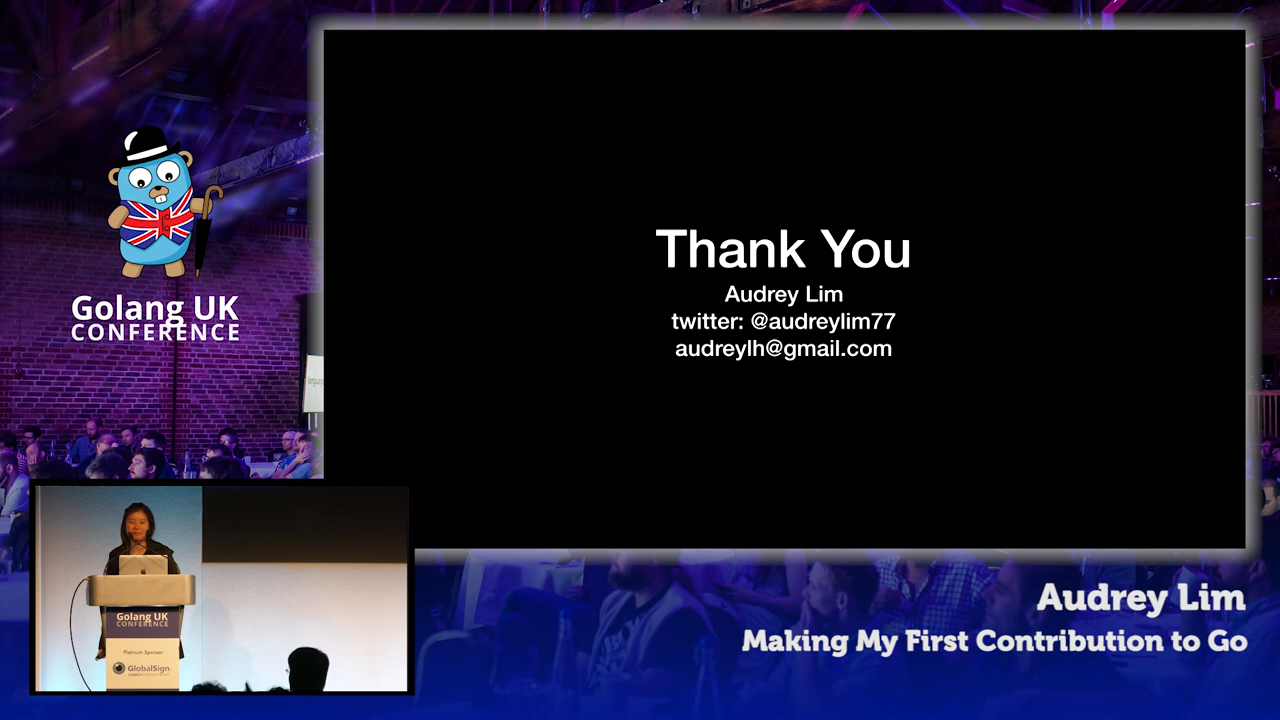 Golang UK
CONFERENCE
Thank You
Audrey Lim
twitter: @audreylim77
audreylh@gmail.com
Golang UK
CONFERENCE
Platinum Sponsor
GlobalSign
Audrey Lim
Making My First Contribution to Go